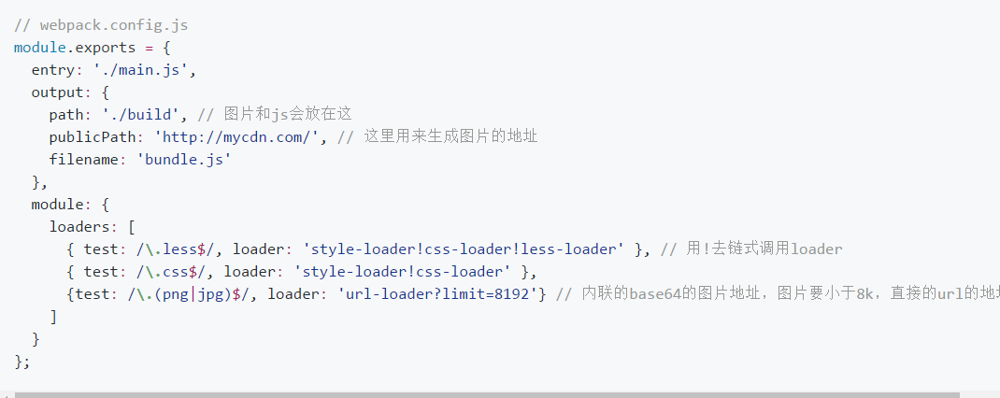 // webpack.config.js
module.exports = {
  entry: './main.js',
  output: {
    path: './build', // 图片和js会放在这
    publicPath: 'http://mycdn.com/', // 这里用来生成图片的地址
    filename: 'bundle.js'
  },
  module: {
    loaders: [
      { test: /\.less$/, loader: 'style-loader!css-loader!less-loader' }, // 用!去链式调用loader
      { test: /\.css$/, loader: 'style-loader!css-loader' },
      {test: /\.(png|jpg)$/, loader: 'url-loader?limit=8192'} // 内联的base64的图片地址，图片要小于8k，直接的url的地
    ]
  }
};